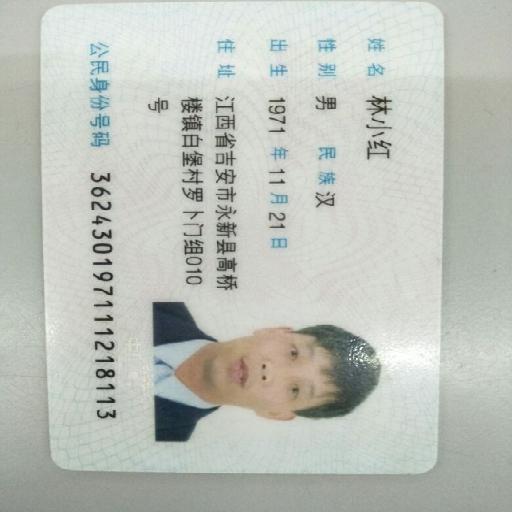 姓名 林小红
性别 男 民族 汉
出生 1971 年 11 月 21 日
住址 江西省吉安市永新县高桥
楼镇白堡村罗卜门组010
号
公民身份号码 362430197111218113